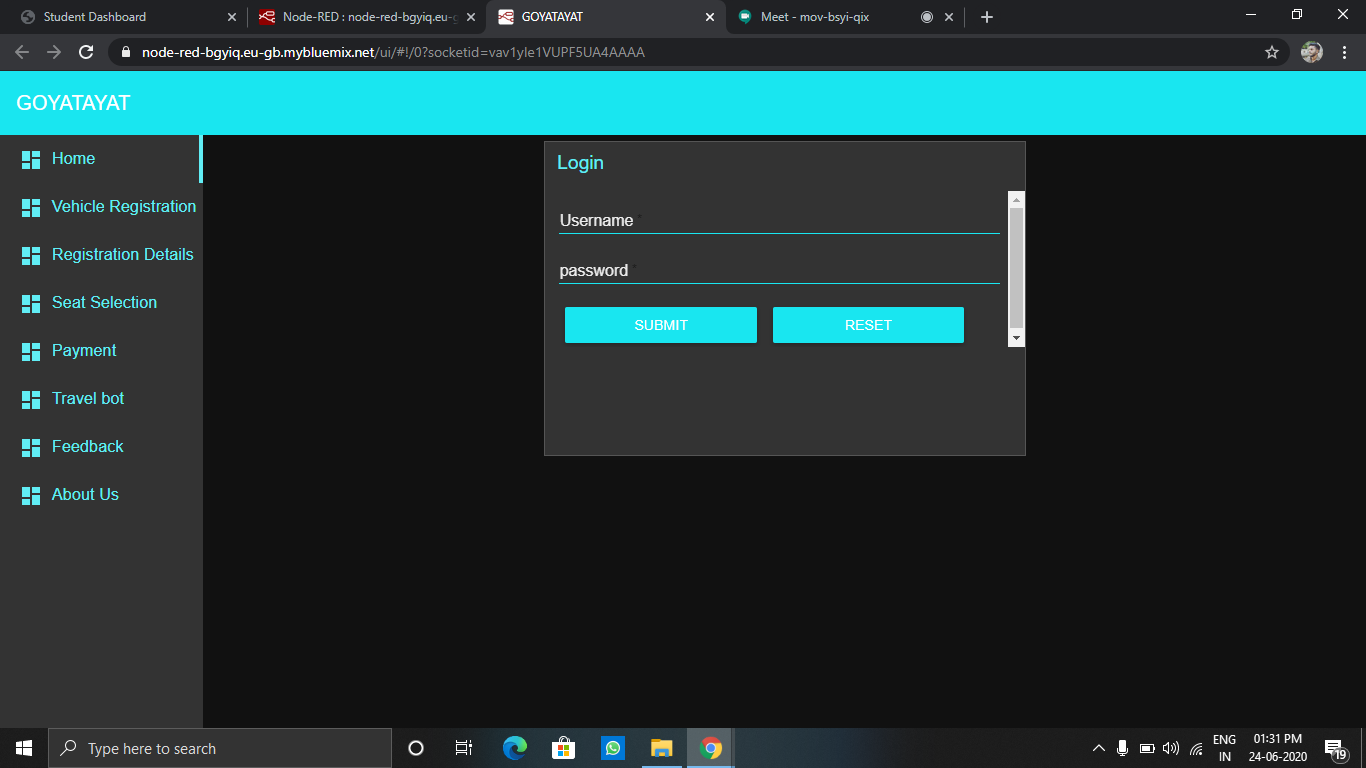 Student Dashboard
Node-RED : node-red-bgyiq.eu-g
GOYATAYAT
Meet - mov-bsyi-qix
node-red-bgyiq.eu-gb.mybluemix.net/ui/#!/0?socketid=vav1yle1VUPF5UA4AAAA
GOYATAYAT
Home
Vehicle Registration
Registration Details
Seat Selection
Payment
Travel bot
Feedback
About Us
Login
Username *
password *
SUBMIT RESET
Type here to search
ENG
IN
01:31 PM
24-06-2020
19